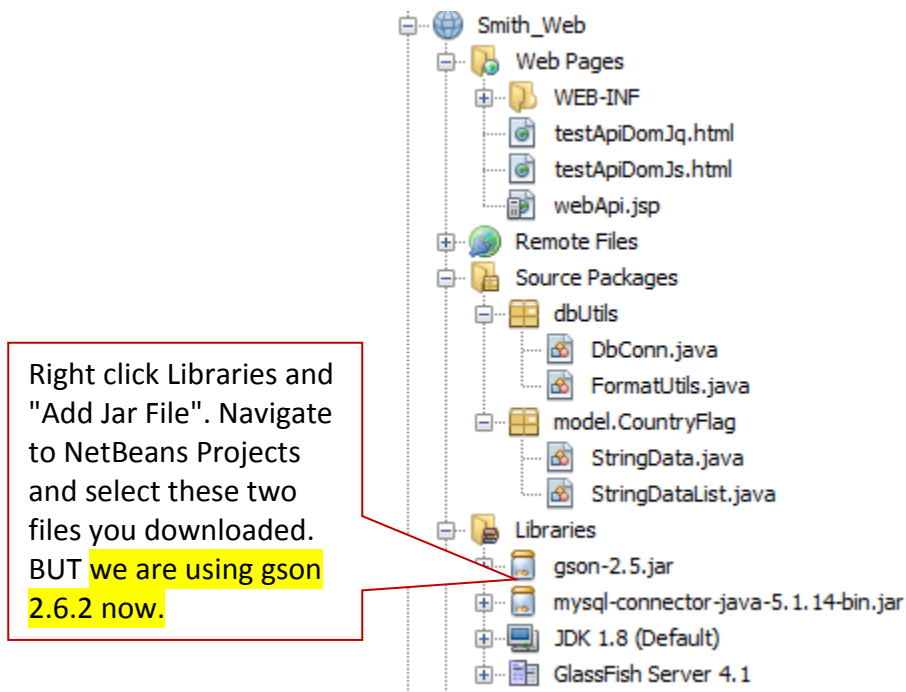 Smith_Web
Web Pages
WEB-INF
testApiDomJq.html
testApiDomJs.html
webApi.jsp
Remote Files
Source Packages
dbUtils
DbConn.java
FormatUtils.java
model.CountryFlag
StringData.java
StringDataList.java
Libraries
gson-2.5.jar
mysql-connector-java-5.1.14-bin.jar
JDK 1.8 (Default)
GlassFish Server 4.1
Right click Libraries and
"Add Jar File". Navigate
to NetBeans Projects
and select these two
files you downloaded.
BUT we are using gson
2.6.2 now.